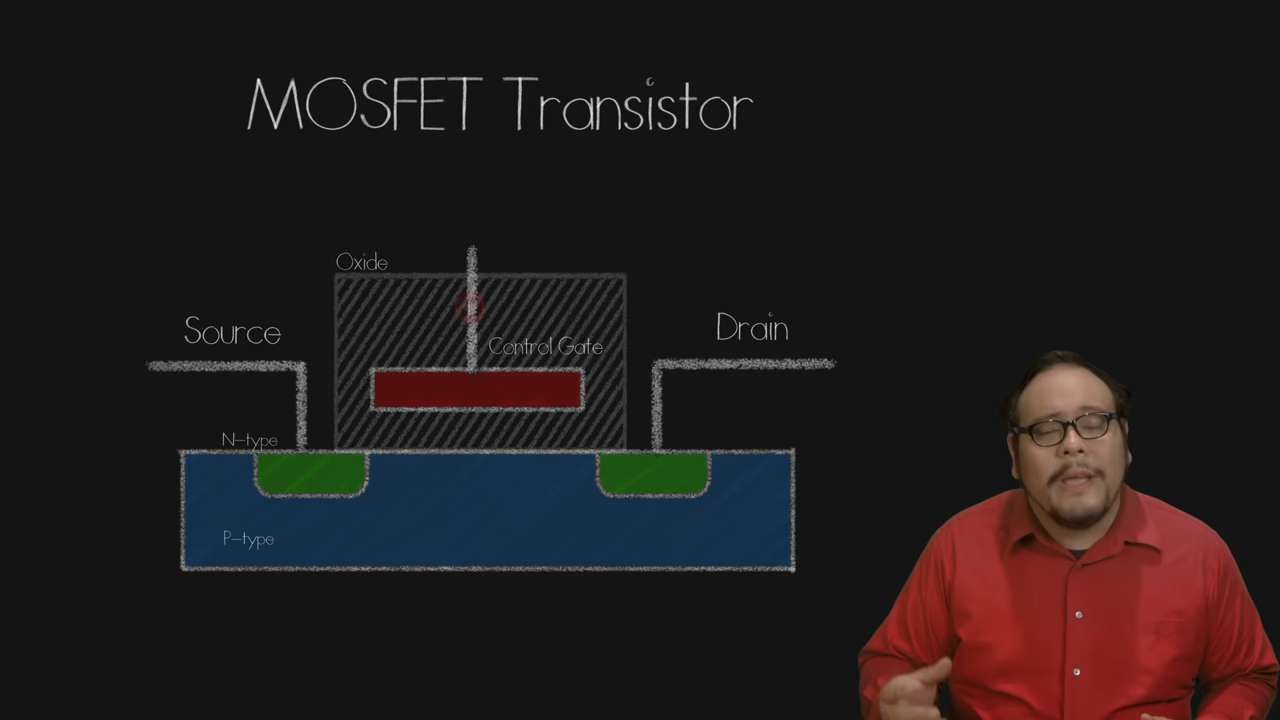 MOSFET Transistor
Oxide
Source
Control Gate
Drain
N-type
P-type